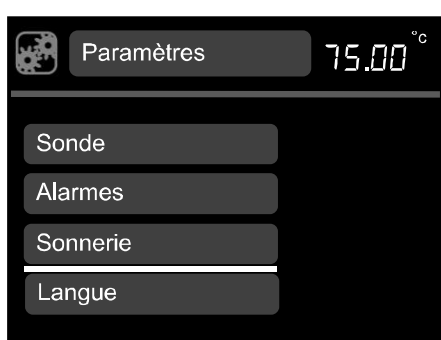 Paramètres 75.00 °c
Sonde
Alarmes
Sonnerie
Langue